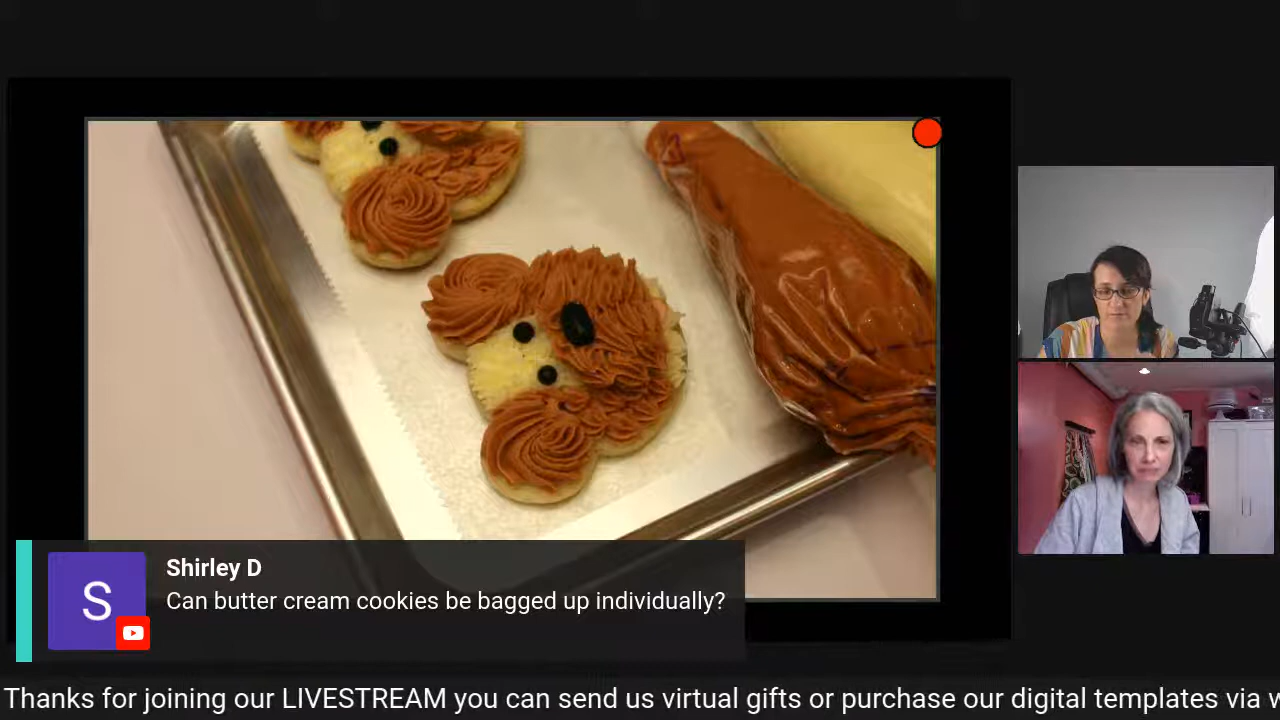 S
Shirley D
Can butter cream cookies be bagged up individually?
Thanks for joining our LIVESTREAM you can send us virtual gifts or purchase our digital templates via